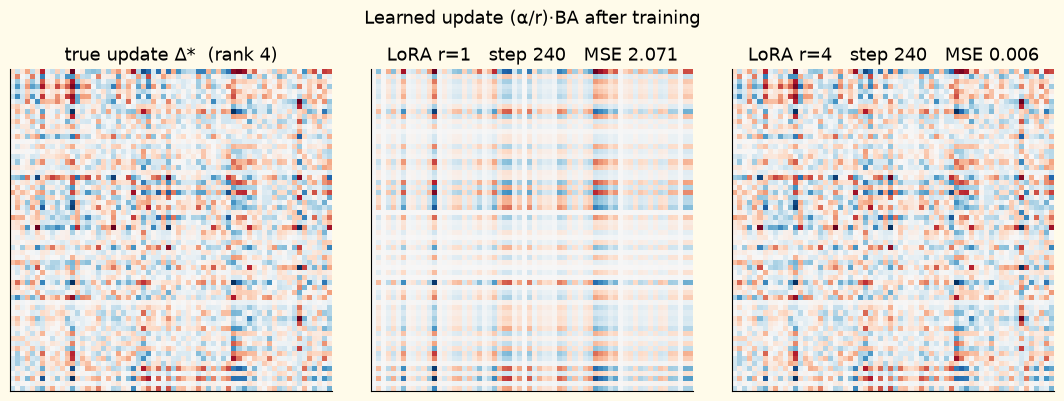 Learned update (α/r)·BA after training
true update Δ*  (rank 4)
LoRA r=1   step 240   MSE 2.071
LoRA r=4   step 240   MSE 0.006